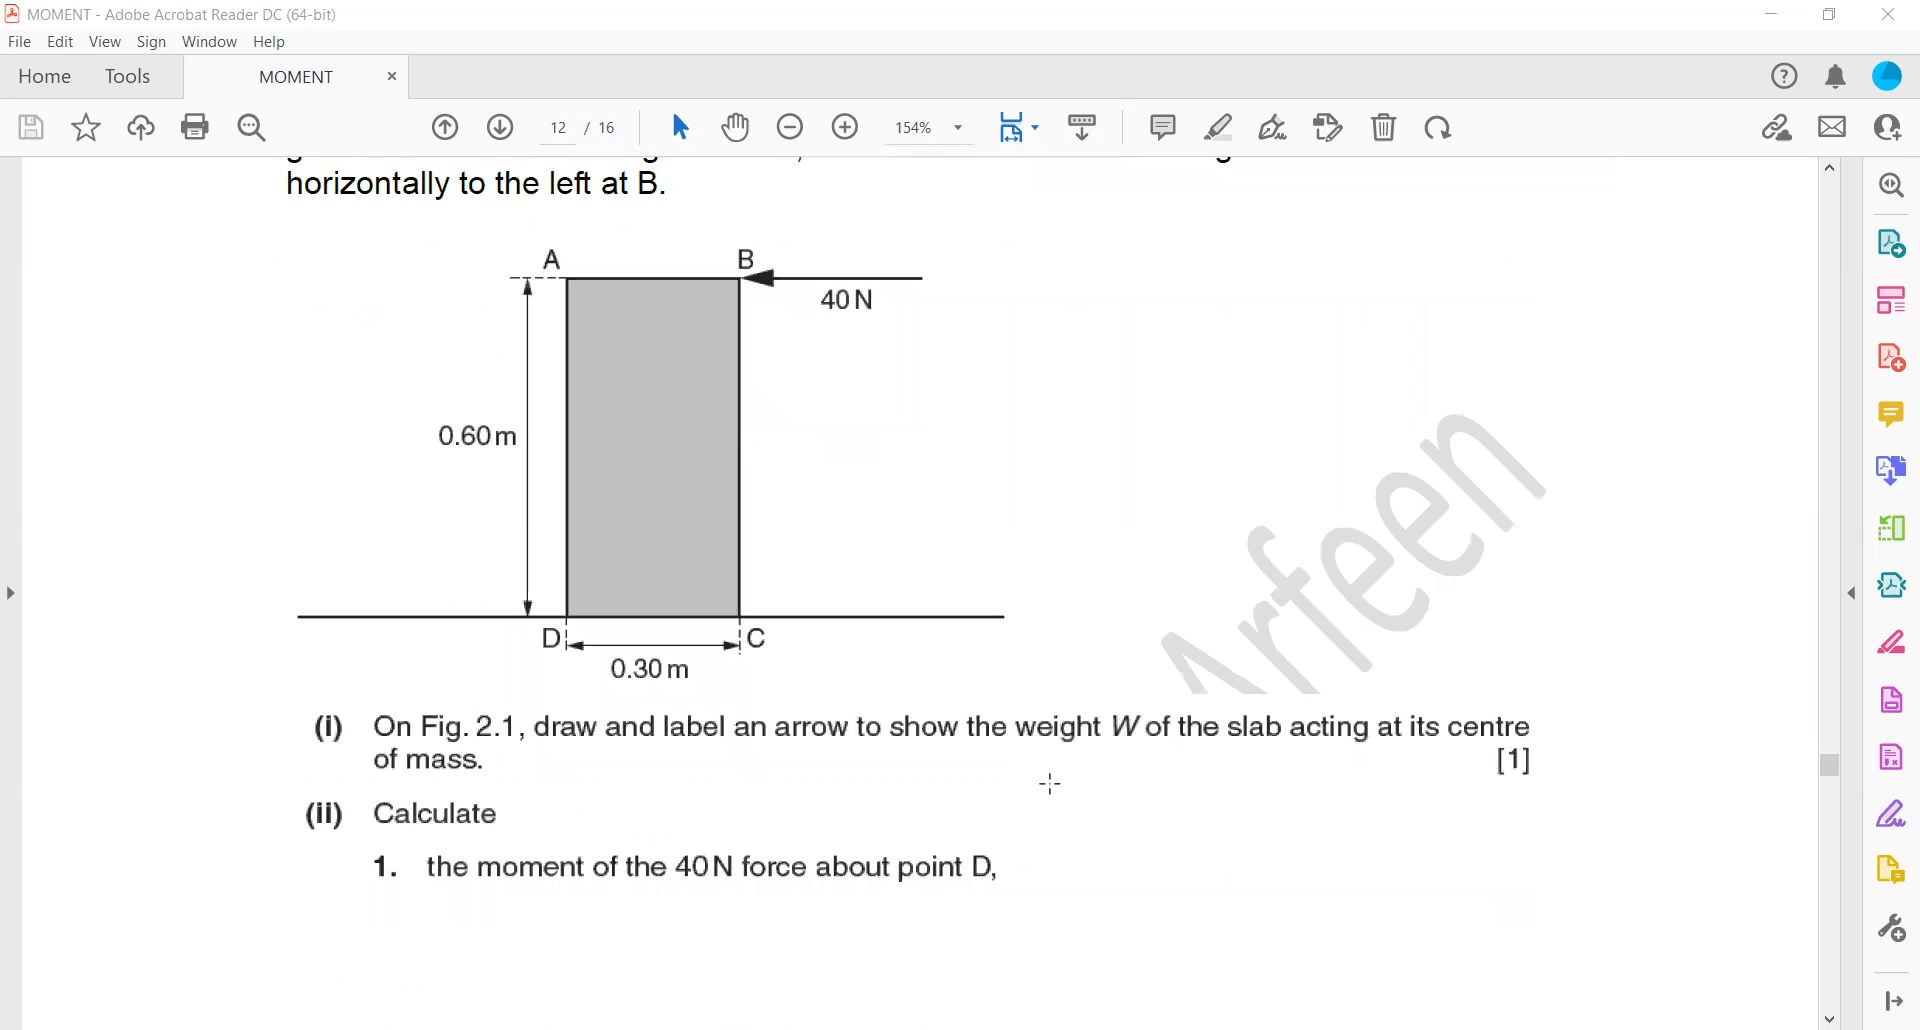 MOMENT - Adobe Acrobat Reader DC (64-bit)
File Edit View Sign Window Help
Home Tools MOMENT
12 / 16 154%
horizontally to the left at B.
A B
40 N
0.60 m
D C
0.30 m
Arfeen
(i) On Fig. 2.1, draw and label an arrow to show the weight W of the slab acting at its centre
of mass. [1]
(ii) Calculate
1. the moment of the 40 N force about point D,